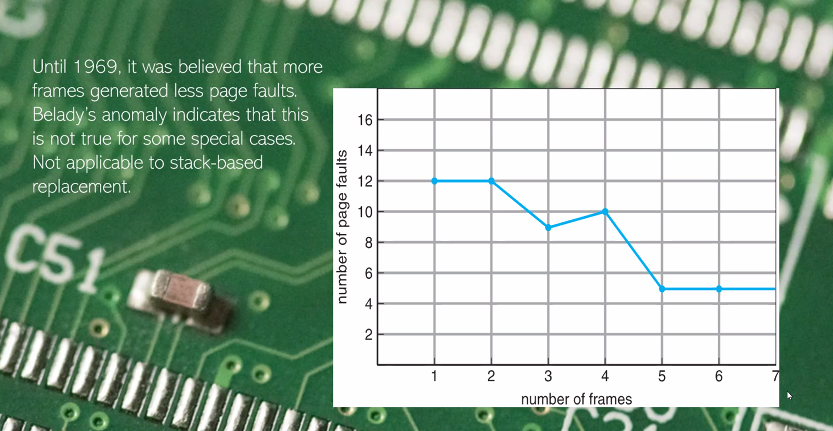 Until 1969, it was believed that more
frames generated less page faults.
Belady's anomaly indicates that this
is not true for some special cases.
Not applicable to stack-based
replacement.
C51
number of page faults
16
14
12
10
8
6
4
2
1 2 3 4 5 6 7
number of frames